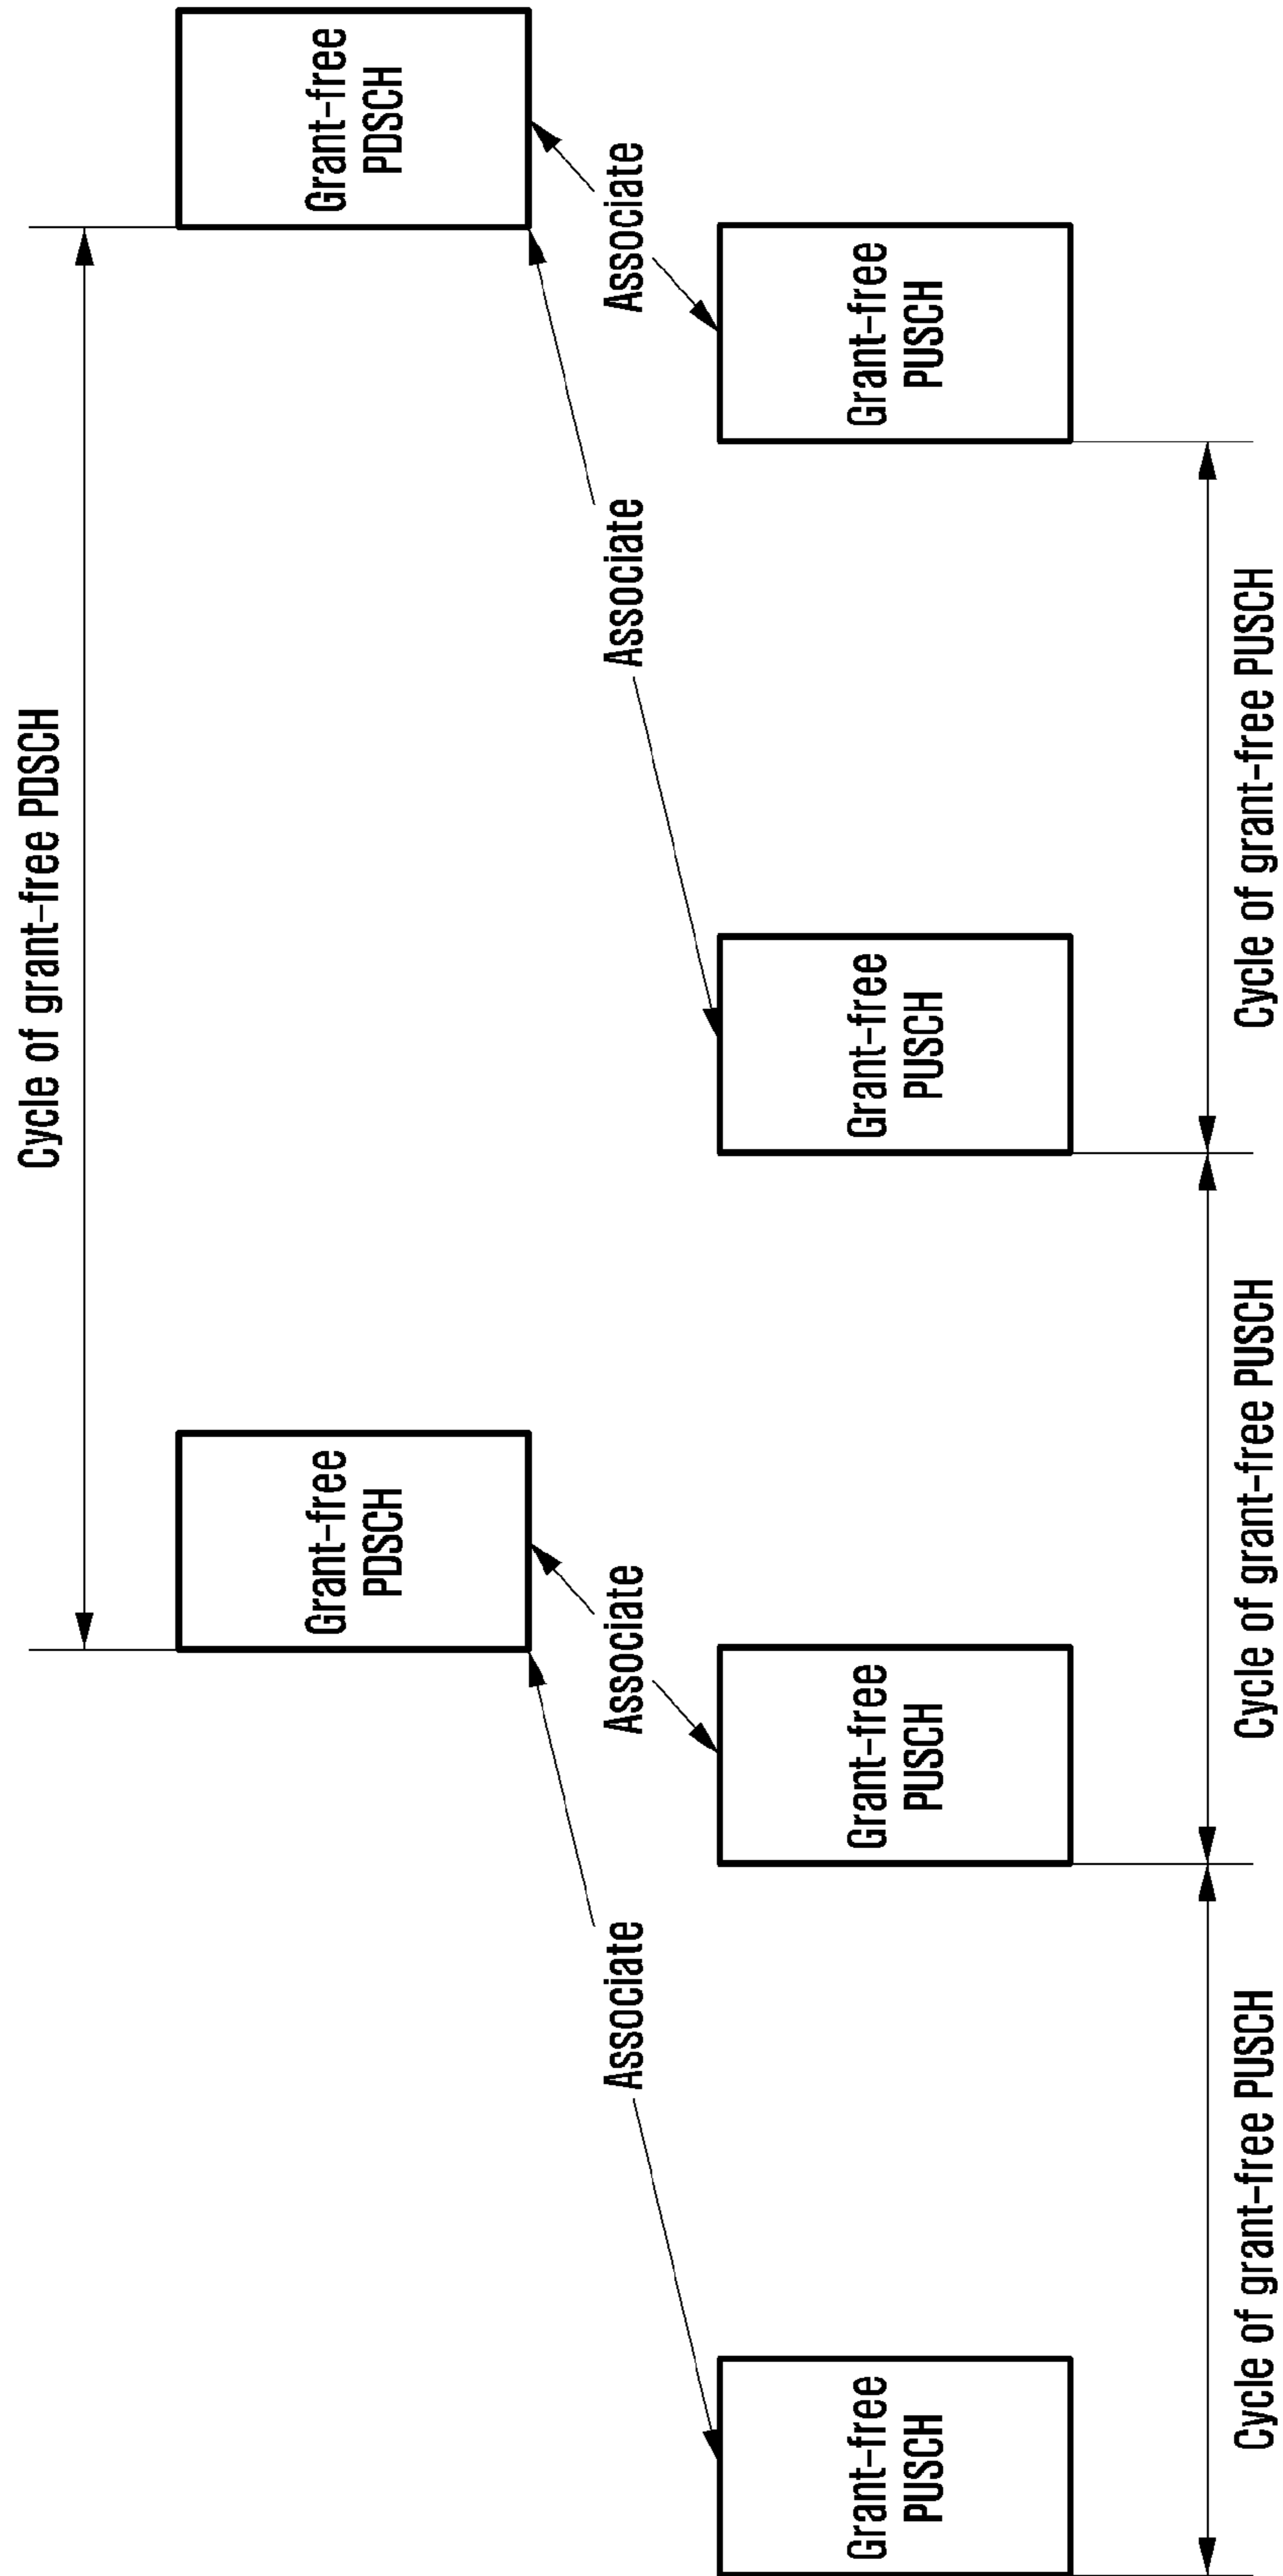 Cycle of grant-free PDSCH
Grant-free
PDSCH
Grant-free
PDSCH
Associate
Associate
Associate
Associate
Grant-free
PUSCH
Grant-free
PUSCH
Grant-free
PUSCH
Grant-free
PUSCH
Cycle of grant-free PUSCH
Cycle of grant-free PUSCH
Cycle of grant-free PUSCH